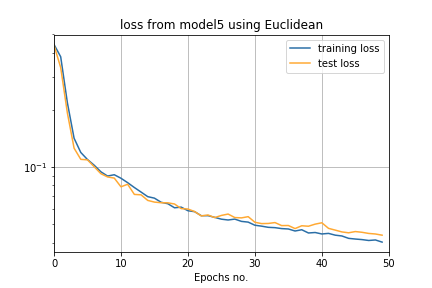 loss from model5 using Euclidean
training loss
test loss
10⁻¹
0 10 20 30 40 50
Epochs no.